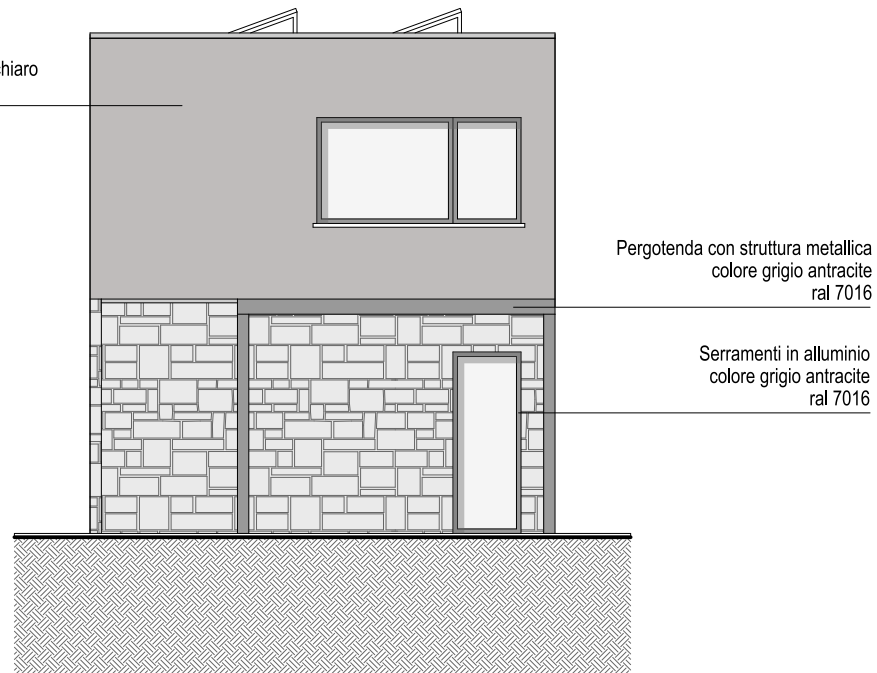 chiaro
Pergotenda con struttura metallica
colore grigio antracite
ral 7016
Serramenti in alluminio
colore grigio antracite
ral 7016